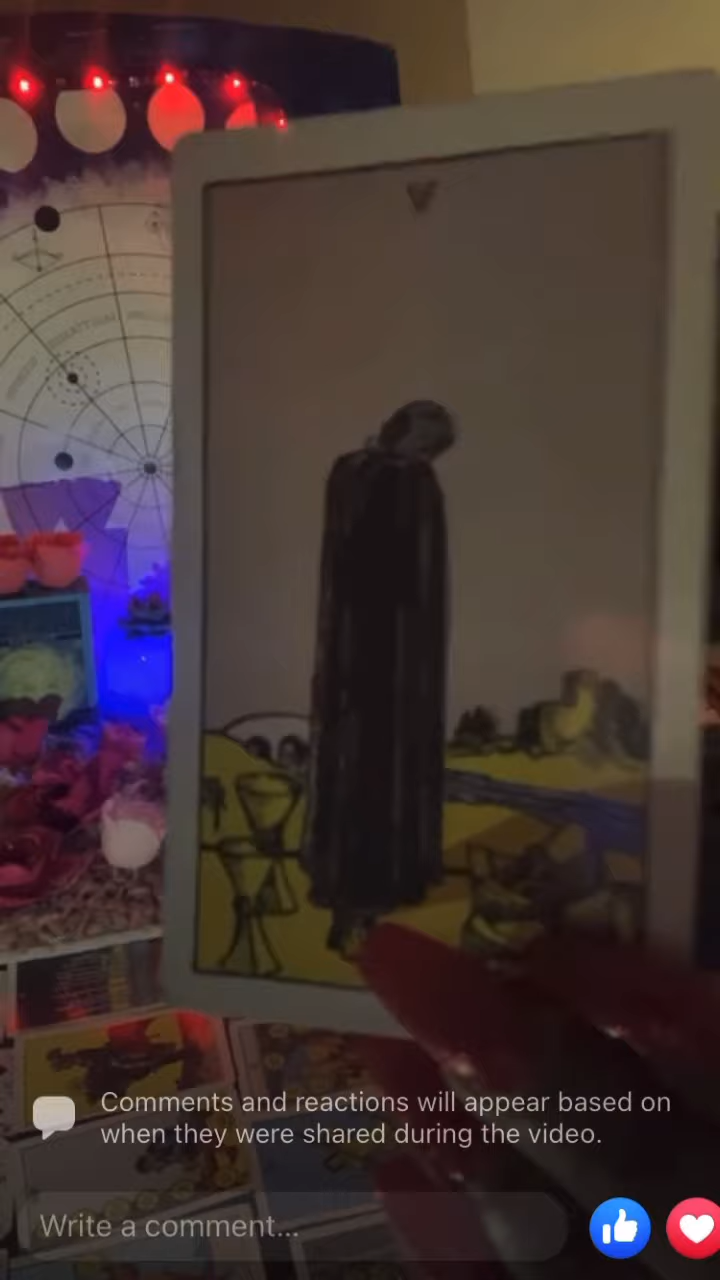 V
Comments and reactions will appear based on
when they were shared during the video.
Write a comment...